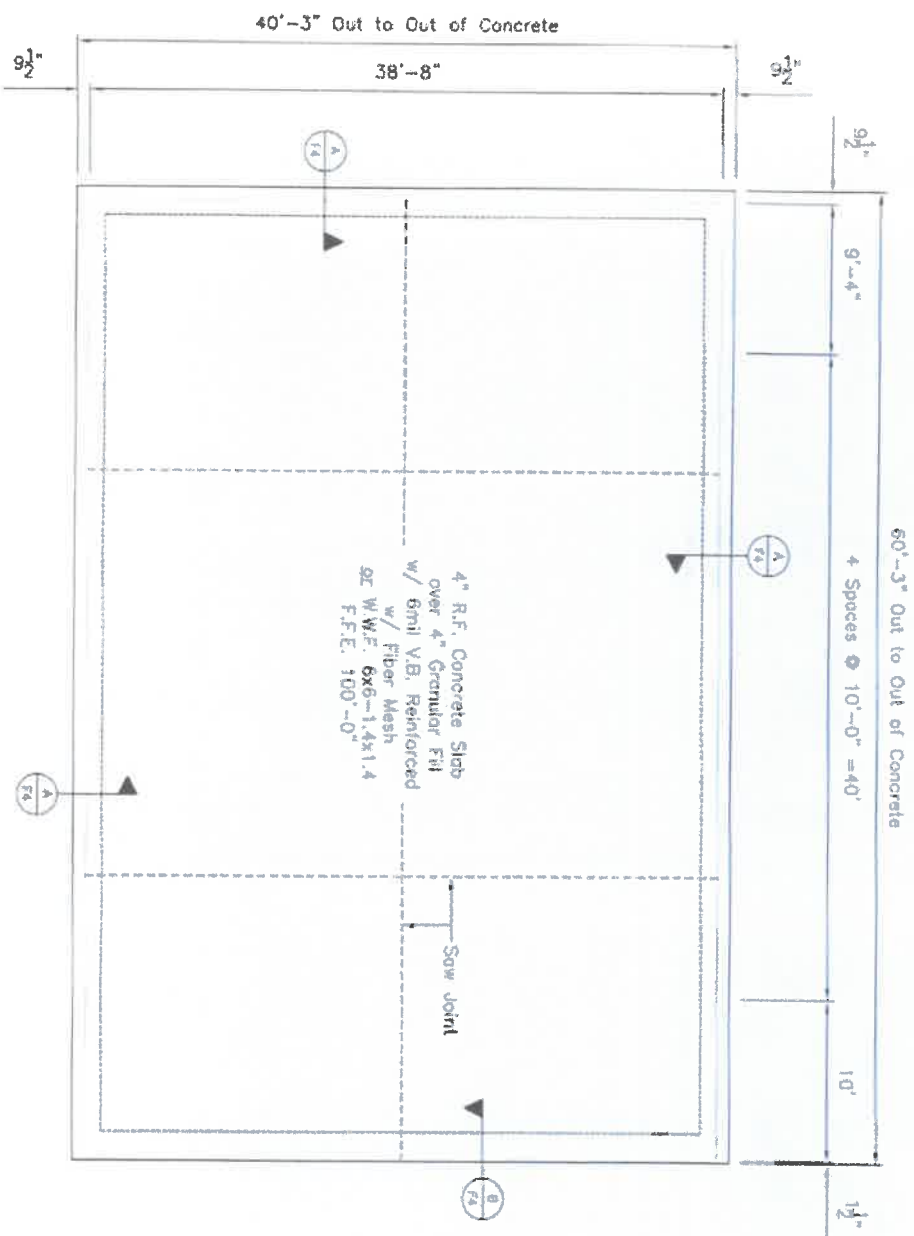 40'-3" Out to Out of Concrete
9½"
38'-8"
9½"
9½"
9'-4"
4 Spaces @ 10'-0" =40'
10'
1½"
60'-3" Out to Out of Concrete
A
F4
A
F4
4" R.F. Concrete Slab
over 4" Granular Fill
w/ 6mil V.B. Reinforced
w/ Fiber Mesh
or W.W.F. 6x6-1.4x1.4
F.F.E. 100'-0"
Saw Joint
A
F4
B
F4